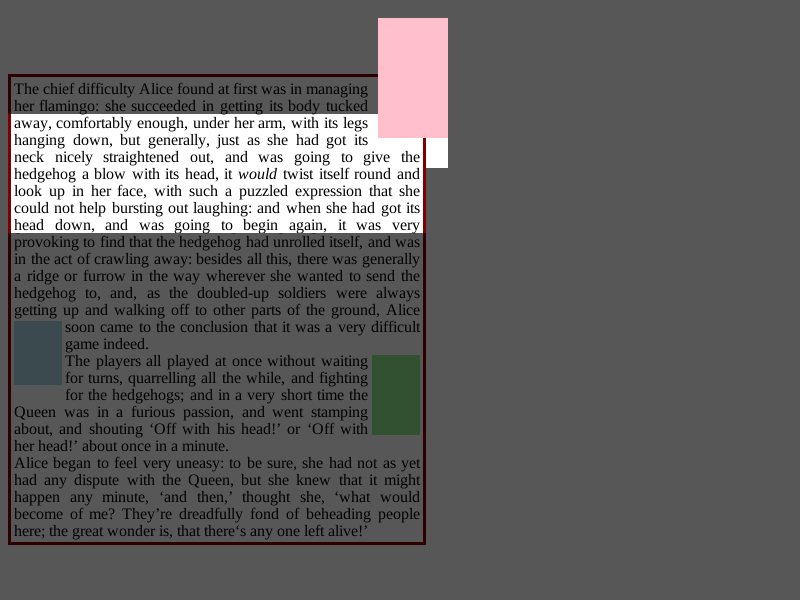 The chief difficulty Alice found at first was in managing
her flamingo: she succeeded in getting its body tucked
away, comfortably enough, under her arm, with its legs
hanging down, but generally, just as she had got its
neck nicely straightened out, and was going to give the
hedgehog a blow with its head, it would twist itself round and
look up in her face, with such a puzzled expression that she
could not help bursting out laughing: and when she had got its
head down, and was going to begin again, it was very
provoking to find that the hedgehog had unrolled itself, and was
in the act of crawling away: besides all this, there was generally
a ridge or furrow in the way wherever she wanted to send the
hedgehog to, and, as the doubled-up soldiers were always
getting up and walking off to other parts of the ground, Alice
soon came to the conclusion that it was a very difficult
game indeed.
The players all played at once without waiting
for turns, quarrelling all the while, and fighting
for the hedgehogs; and in a very short time the
Queen was in a furious passion, and went stamping
about, and shouting ‘Off with his head!’ or ‘Off with
her head!’ about once in a minute.
Alice began to feel very uneasy: to be sure, she had not as yet
had any dispute with the Queen, but she knew that it might
happen any minute, ‘and then,’ thought she, ‘what would
become of me? They’re dreadfully fond of beheading people
here; the great wonder is, that there‘s any one left alive!’